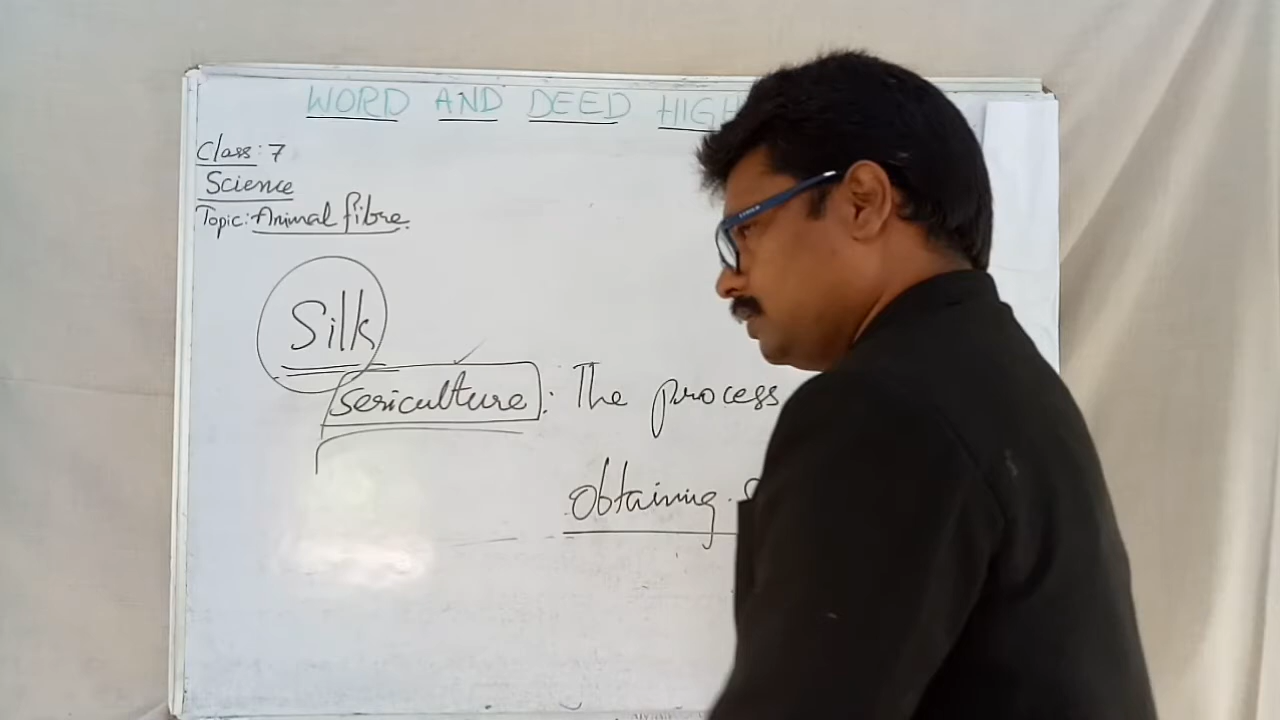 WORD AND DEED HIGH
Class: 7
Science
Topic: Animal fibre.
Silk
Sericulture: The process
Obtaining